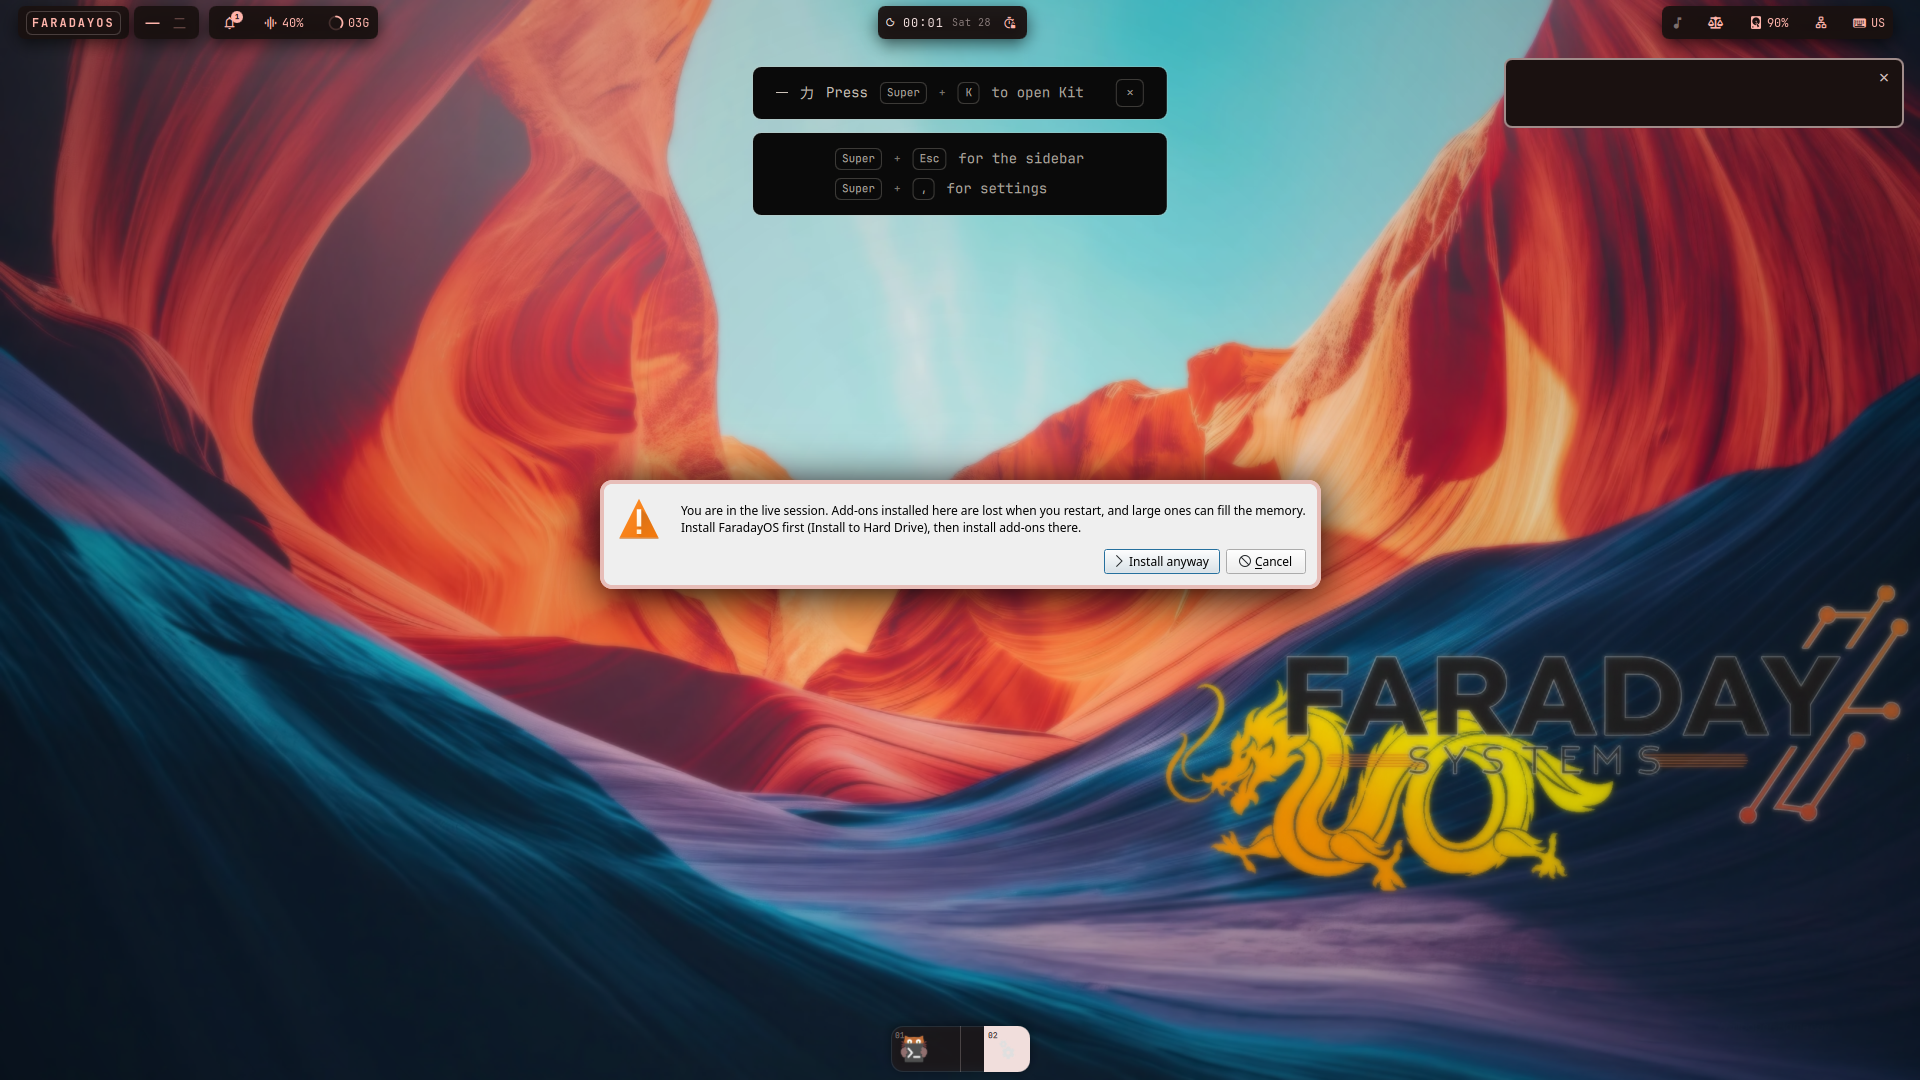 FARADAYOS
1
40%
03G
00:01 Sat 28
90%
US
一 力 Press Super + K to open Kit ×
Super + Esc for the sidebar
Super + , for settings
×
You are in the live session. Add-ons installed here are lost when you restart, and large ones can fill the memory.
Install FaradayOS first (Install to Hard Drive), then install add-ons there.
Install anyway
Cancel
FARADAY
SYSTEMS
01
02